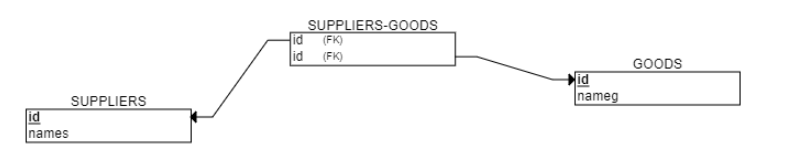 SUPPLIERS-GOODS
id (FK)
id (FK)
GOODS
id
nameg
SUPPLIERS
id
names